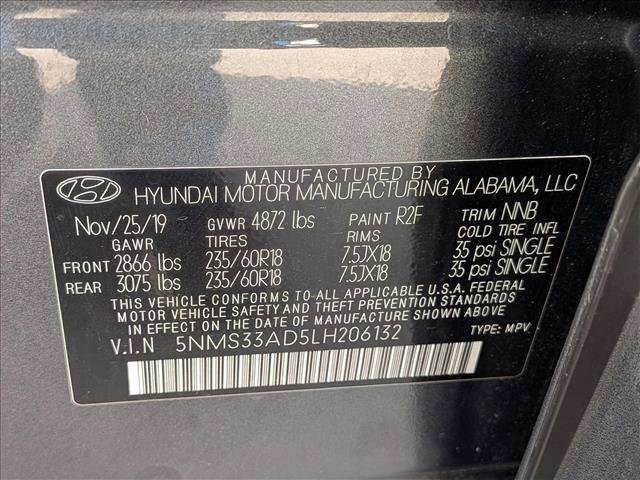 MANUFACTURED BY
HYUNDAI MOTOR MANUFACTURING ALABAMA, LLC
Nov/25/19 GVWR 4872 lbs PAINT R2F TRIM NNB
GAWR TIRES RIMS COLD TIRE INFL
FRONT 2866 lbs 235/60R18 7.5JX18 35 psi SINGLE
REAR 3075 lbs 235/60R18 7.5JX18 35 psi SINGLE
THIS VEHICLE CONFORMS TO ALL APPLICABLE U.S.A. FEDERAL
MOTOR VEHICLE SAFETY AND THEFT PREVENTION STANDARDS
IN EFFECT ON THE DATE OF MANUFACTURE SHOWN ABOVE.
V.I.N 5NMS33AD5LH206132 TYPE: MPV